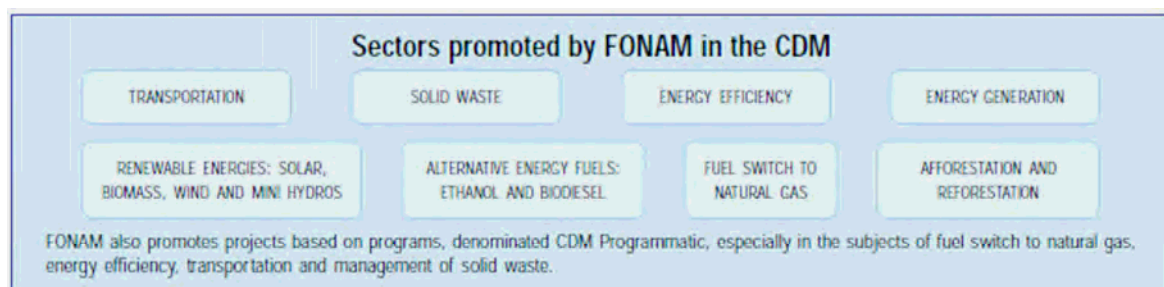 Sectors promoted by FONAM in the CDM
TRANSPORTATION
SOLID WASTE
ENERGY EFFICIENCY
ENERGY GENERATION
RENEWABLE ENERGIES: SOLAR,
BIOMASS, WIND AND MINI HYDROS
ALTERNATIVE ENERGY FUELS:
ETHANOL AND BIODIESEL
FUEL SWITCH TO
NATURAL GAS
AFFORESTATION AND
REFORESTATION
FONAM also promotes projects based on programs, denominated CDM Programmatic, especially in the subjects of fuel switch to natural gas,
energy efficiency, transportation and management of solid waste.